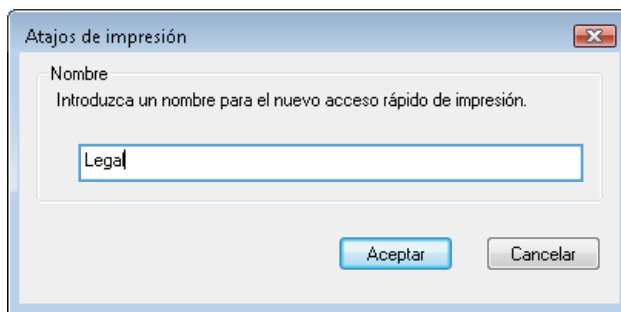 Atajos de impresión
Nombre
Introduzca un nombre para el nuevo acceso rápido de impresión.
Legal
Aceptar Cancelar